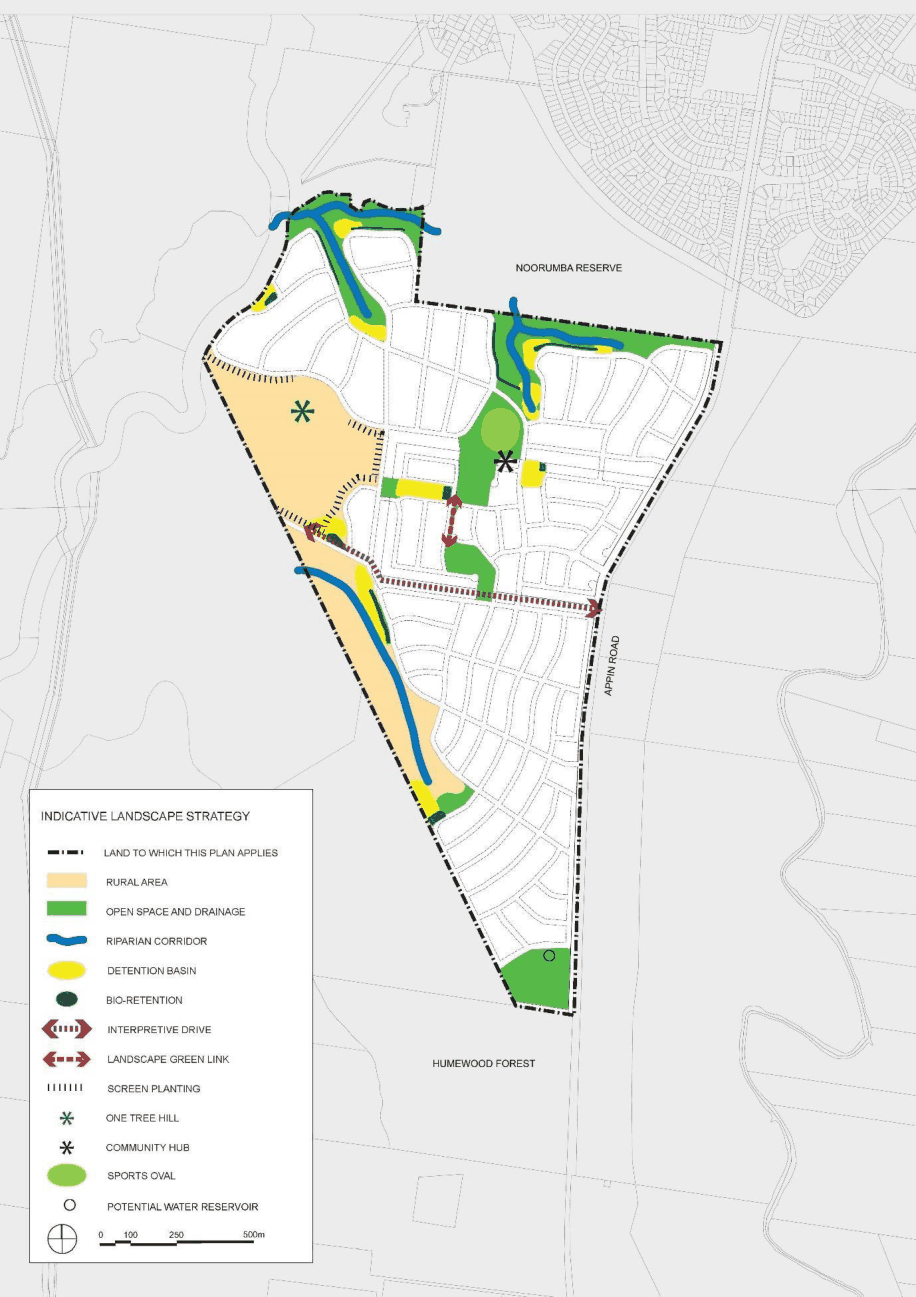 NOORUMBA RESERVE
APPIN ROAD
INDICATIVE LANDSCAPE STRATEGY
LAND TO WHICH THIS PLAN APPLIES
RURAL AREA
OPEN SPACE AND DRAINAGE
RIPARIAN CORRIDOR
DETENTION BASIN
BIO-RETENTION
INTERPRETIVE DRIVE
LANDSCAPE GREEN LINK
SCREEN PLANTING
ONE TREE HILL
COMMUNITY HUB
SPORTS OVAL
POTENTIAL WATER RESERVOIR
0 100 250 500m
HUMEWOOD FOREST